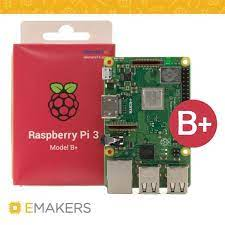 Raspberry Pi 3
Model B+
B+
EMAKERS